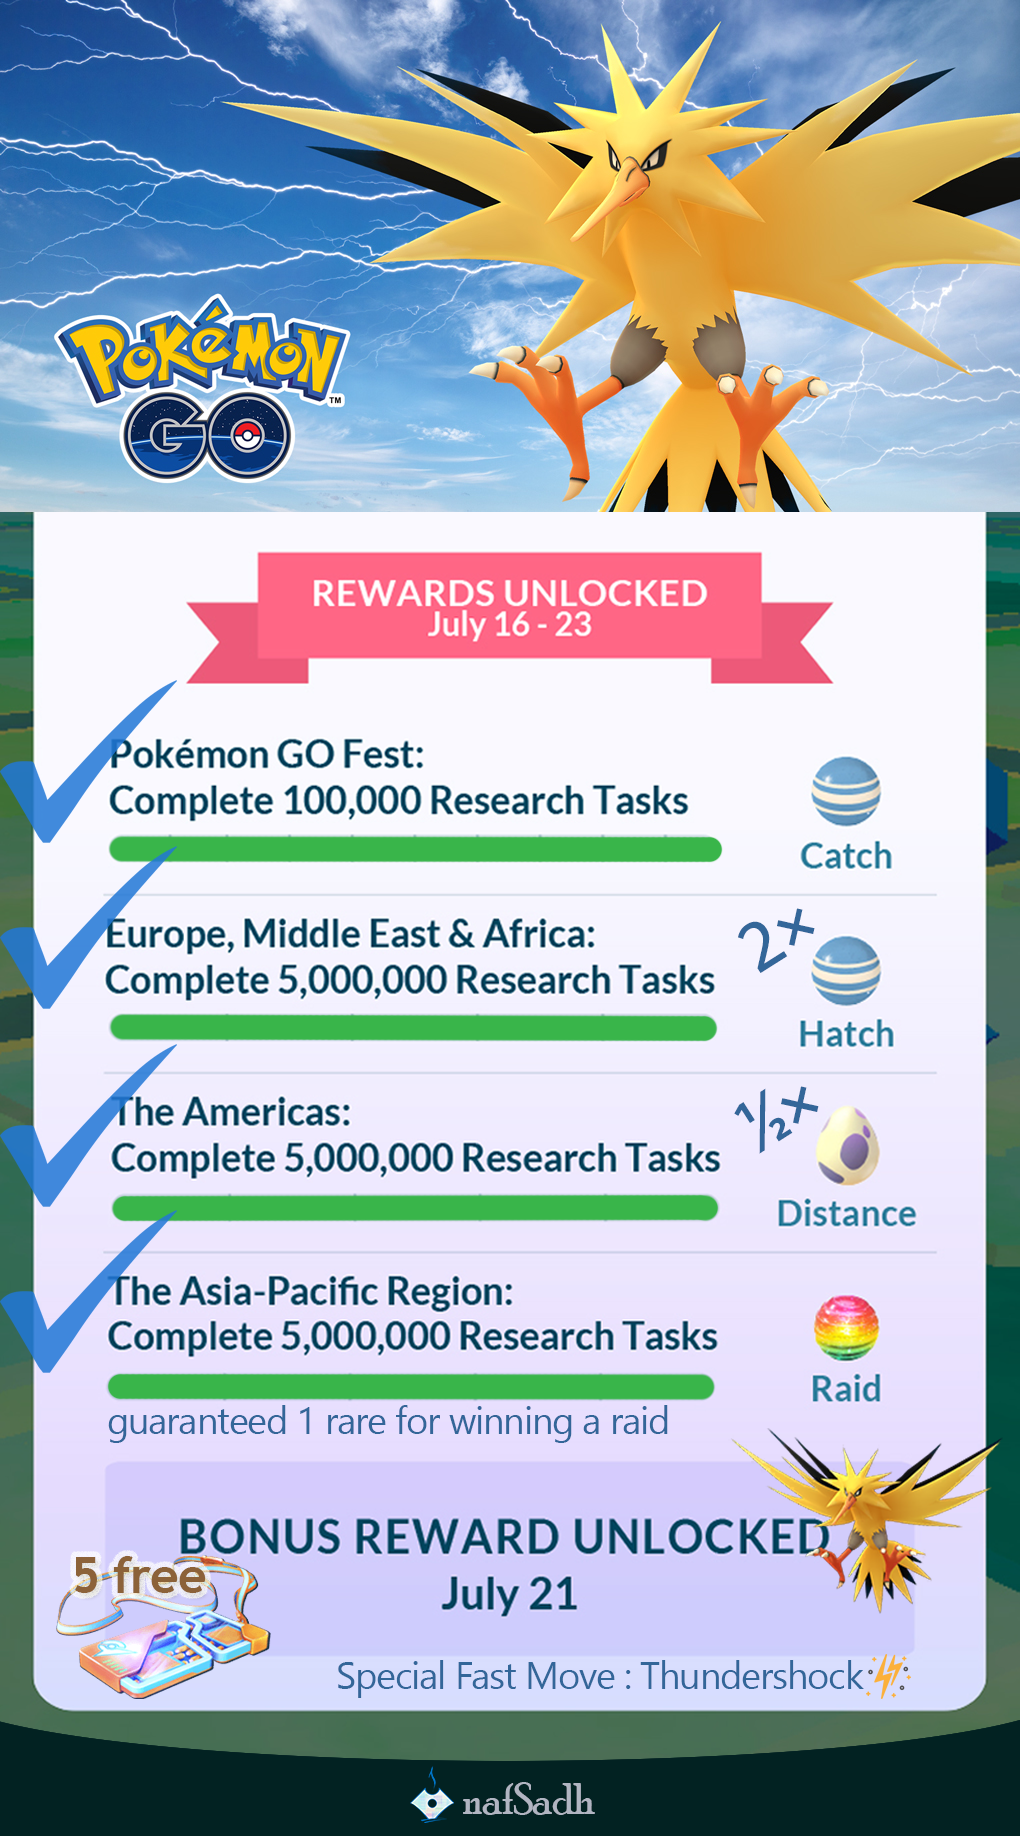 POKéMON
TM
GO
REWARDS UNLOCKED
July 16 - 23
Pokémon GO Fest:
Complete 100,000 Research Tasks
Catch
Europe, Middle East & Africa:
Complete 5,000,000 Research Tasks
2×
Hatch
The Americas:
Complete 5,000,000 Research Tasks
½×
Distance
The Asia-Pacific Region:
Complete 5,000,000 Research Tasks
Raid
guaranteed 1 rare for winning a raid
BONUS REWARD UNLOCKED
5 free
July 21
Special Fast Move : Thundershock
nafSadh